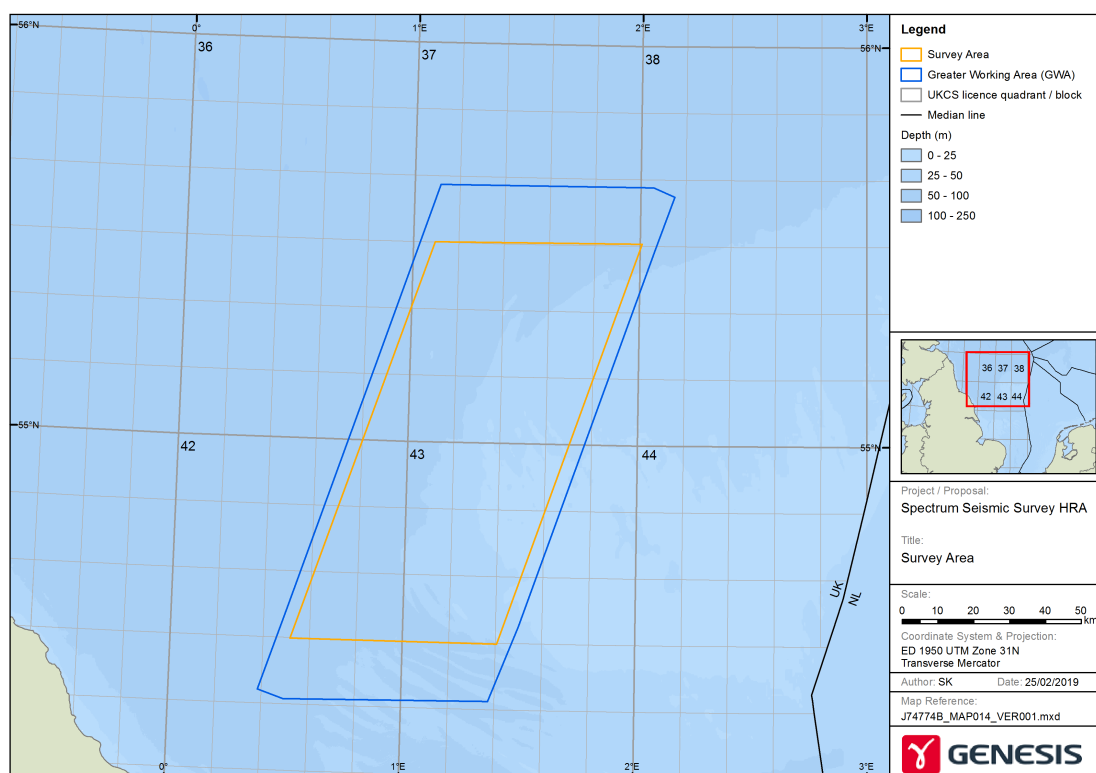 0°
1°E
2°E
3°E
56°N
56°N
36
37
38
55°N
55°N
42
43
44
UK
NL
0°
1°E
2°E
3°E
Legend
Survey Area
Greater Working Area (GWA)
UKCS licence quadrant / block
Median line
Depth (m)
0 - 25
25 - 50
50 - 100
100 - 250
36 37 38
42 43 44
Project / Proposal:
Spectrum Seismic Survey HRA
Title:
Survey Area
Scale:
0 10 20 30 40 50
km
Coordinate System & Projection:
ED 1950 UTM Zone 31N
Transverse Mercator
Author: SK Date: 25/02/2019
Map Reference:
J74774B_MAP014_VER001.mxd
GENESIS